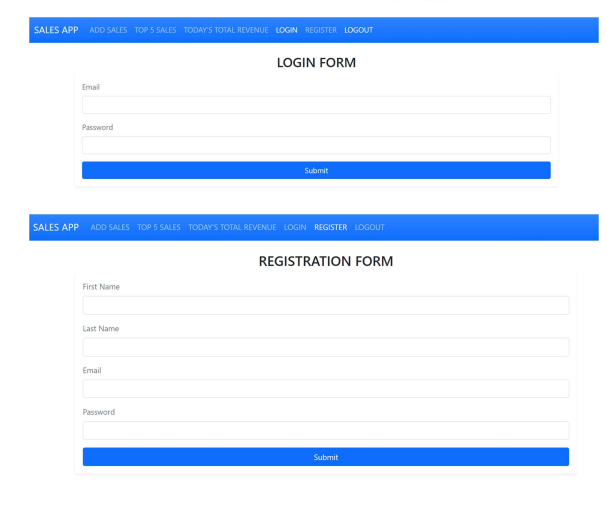 SALES APP ADD SALES TOP 5 SALES TODAY'S TOTAL REVENUE LOGIN REGISTER LOGOUT
LOGIN FORM
Email
Password
Submit
SALES APP ADD SALES TOP 5 SALES TODAY'S TOTAL REVENUE LOGIN REGISTER LOGOUT
REGISTRATION FORM
First Name
Last Name
Email
Password
Submit